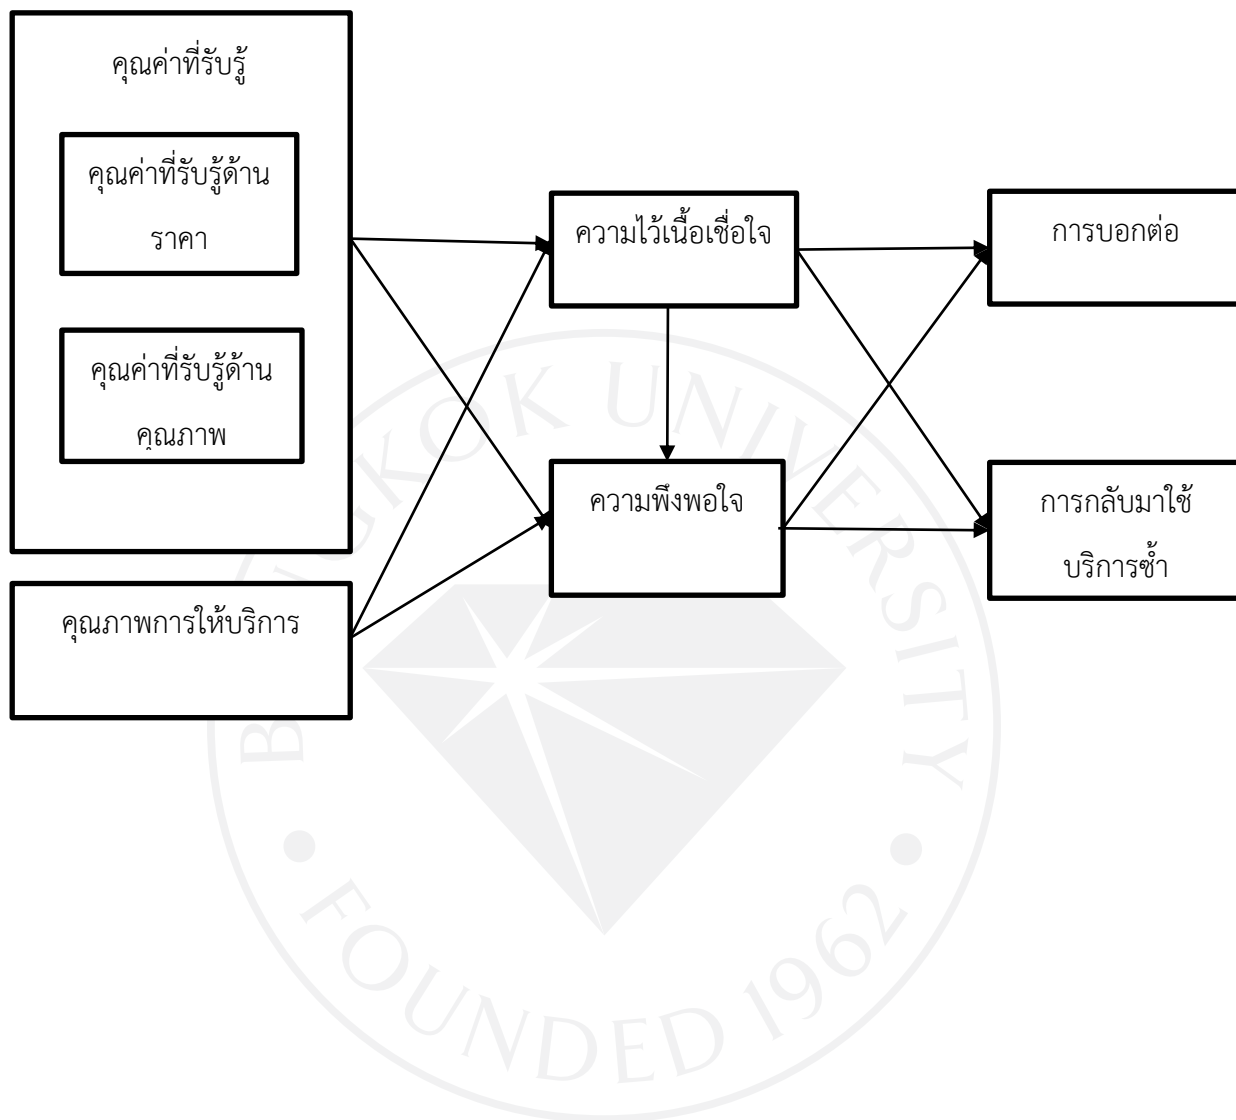 คุณค่าที่รับรู้
คุณค่าที่รับรู้ด้าน
ราคา
คุณค่าที่รับรู้ด้าน
คุณภาพ
คุณภาพการให้บริการ
ความไว้เนื้อเชื่อใจ
ความพึงพอใจ
การบอกต่อ
การกลับมาใช้
บริการซ้ำ
BANGKOK UNIVERSITY
FOUNDED 1962